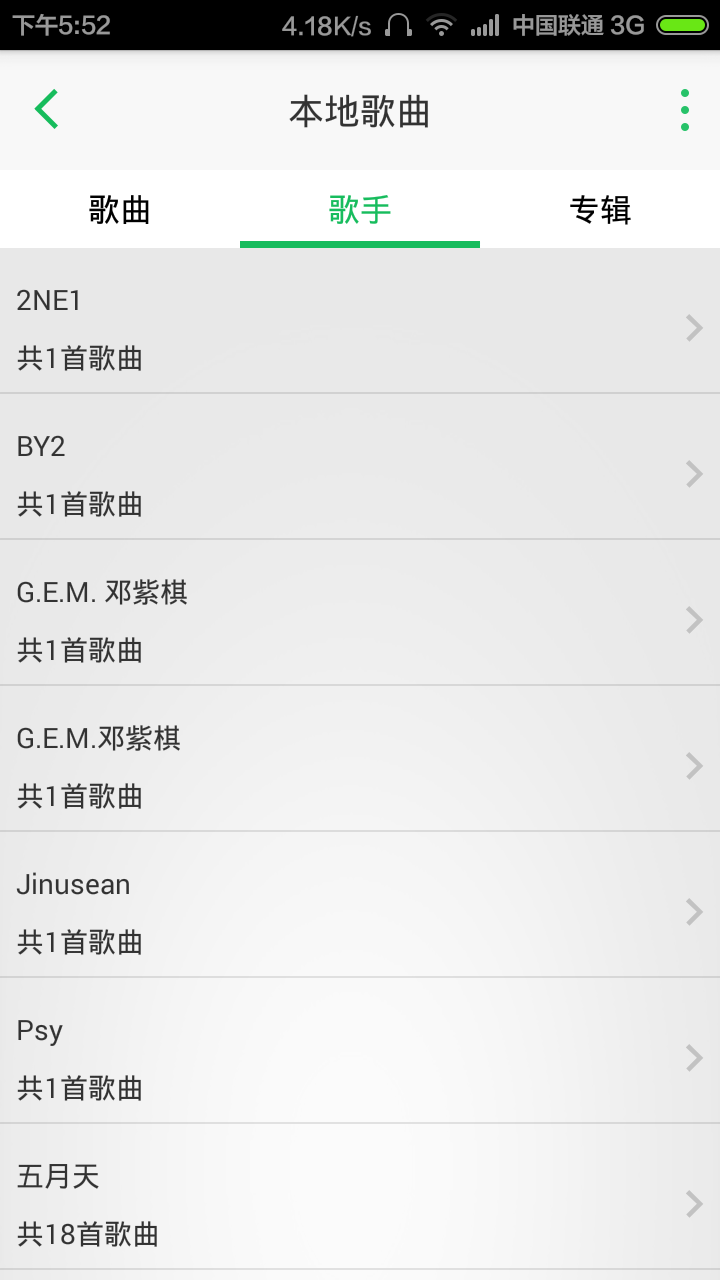 下午5:52 4.18K/s 中国联通 3G
本地歌曲
歌曲 歌手 专辑
2NE1
共1首歌曲
BY2
共1首歌曲
G.E.M. 邓紫棋
共1首歌曲
G.E.M.邓紫棋
共1首歌曲
Jinusean
共1首歌曲
Psy
共1首歌曲
五月天
共18首歌曲